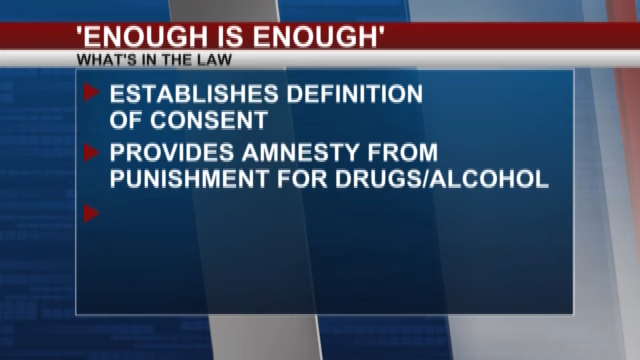 'ENOUGH IS ENOUGH'
WHAT'S IN THE LAW
ESTABLISHES DEFINITION
OF CONSENT
PROVIDES AMNESTY FROM
PUNISHMENT FOR DRUGS/ALCOHOL